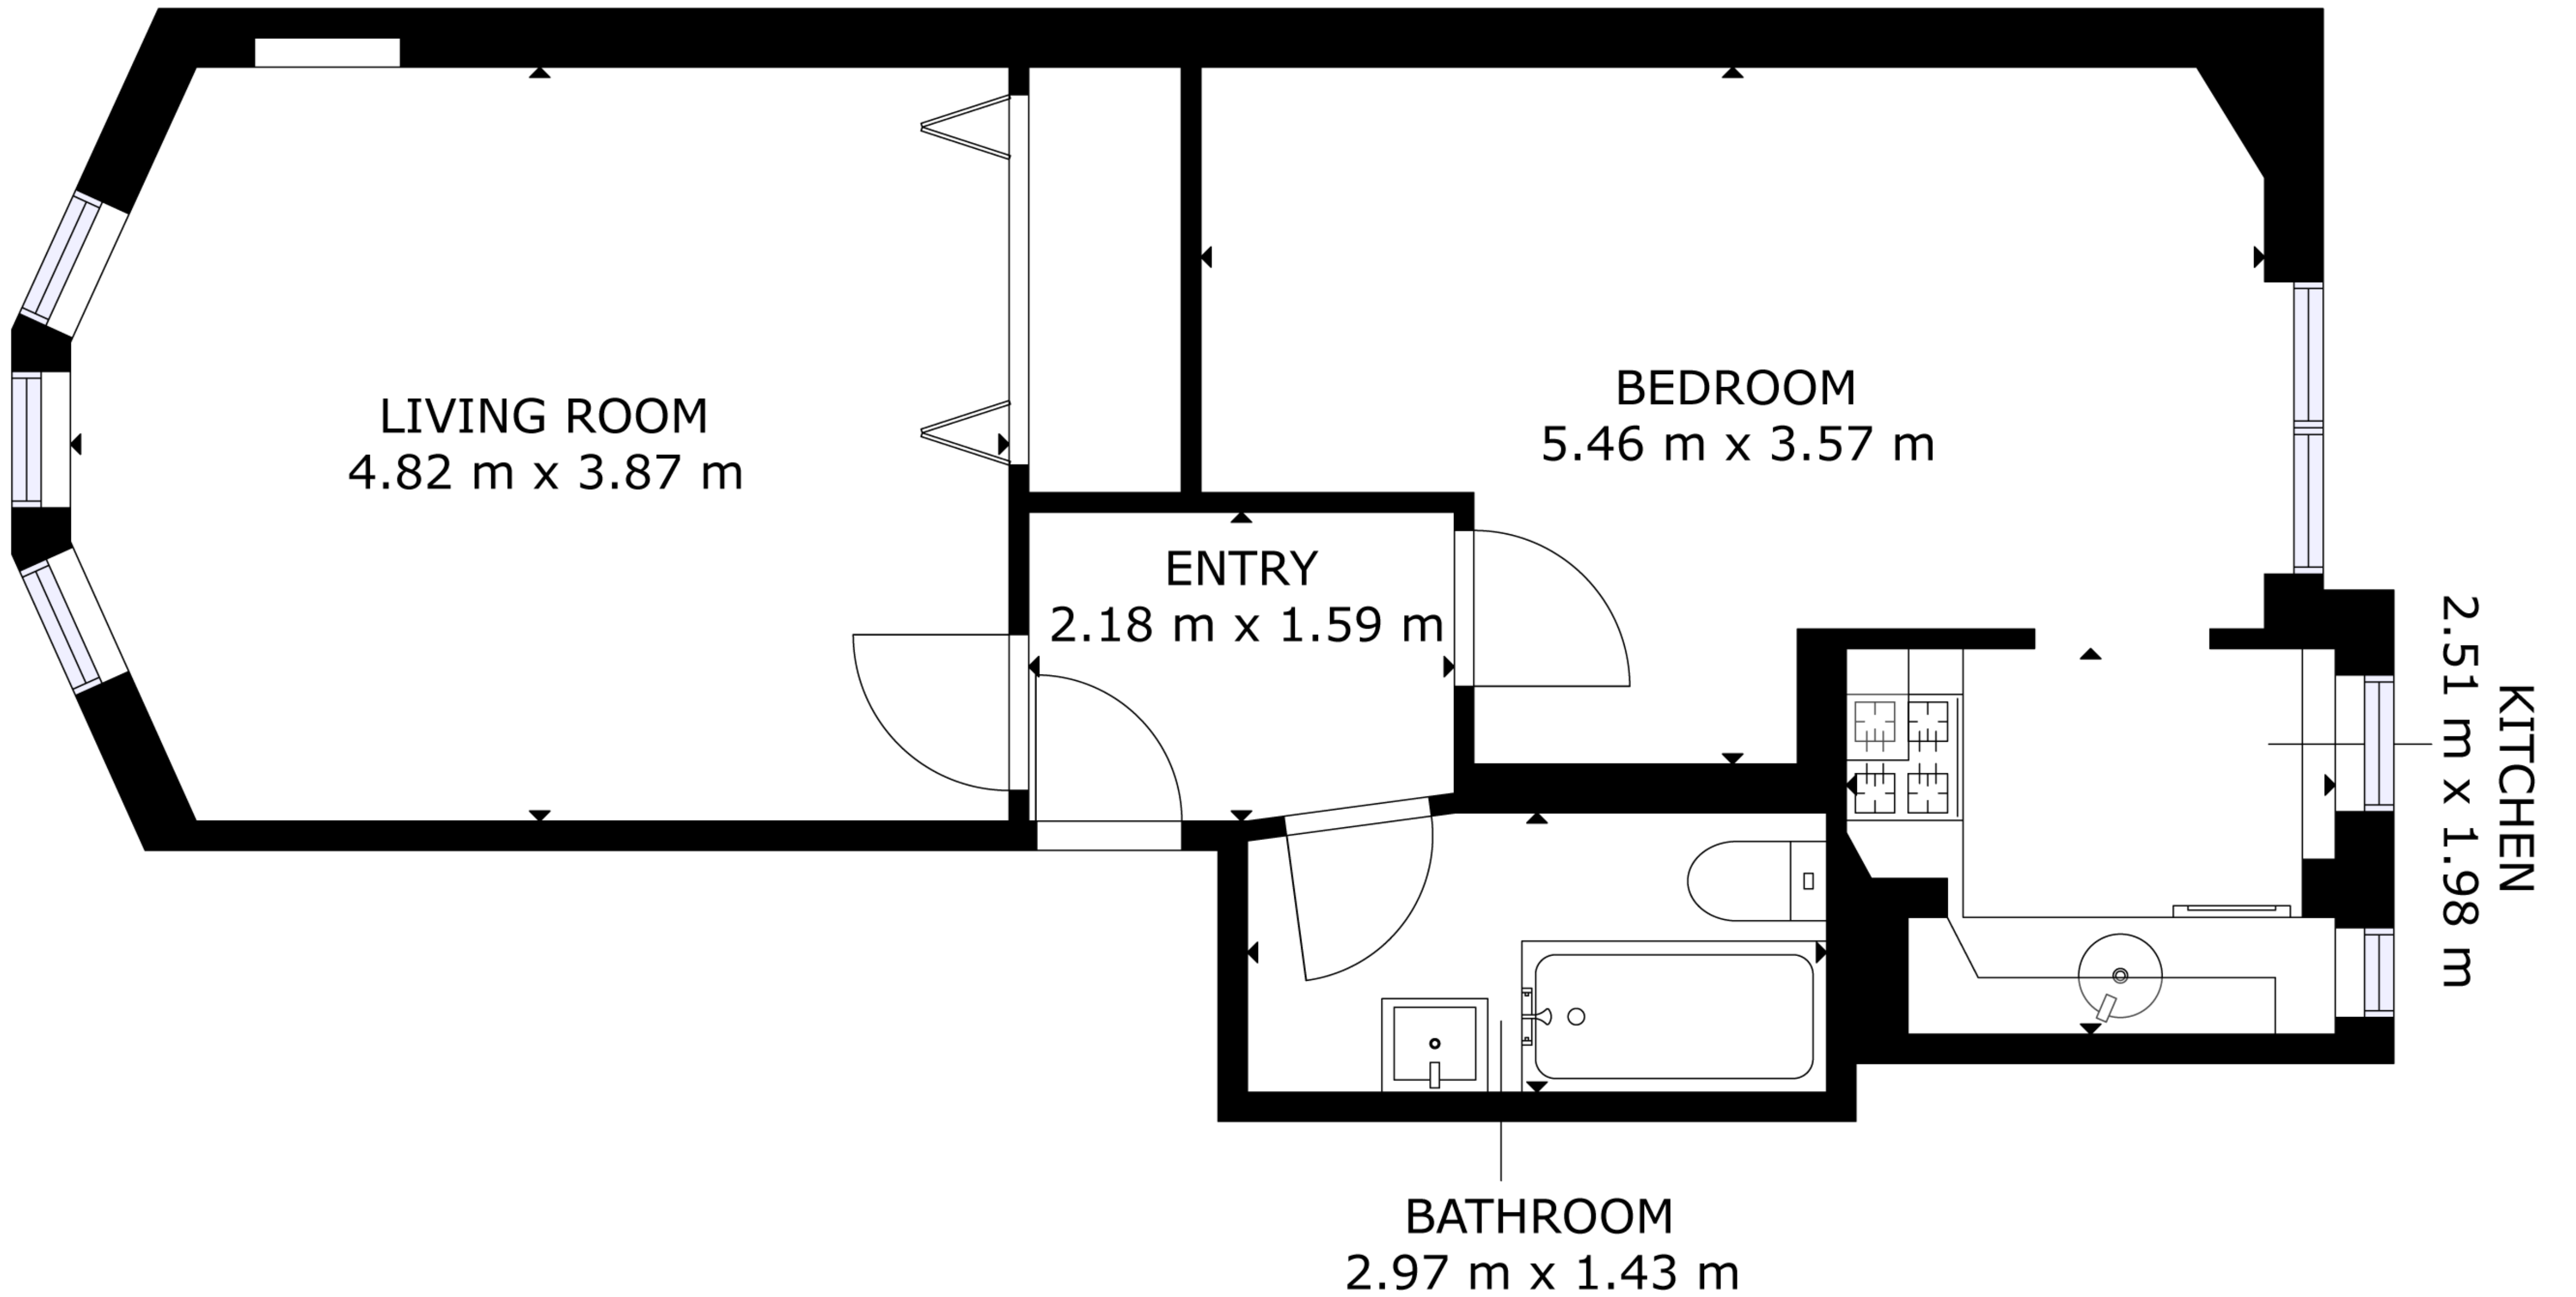 LIVING ROOM
4.82 m x 3.87 m
BEDROOM
5.46 m x 3.57 m
ENTRY
2.18 m x 1.59 m
KITCHEN
2.51 m x 1.98 m
BATHROOM
2.97 m x 1.43 m